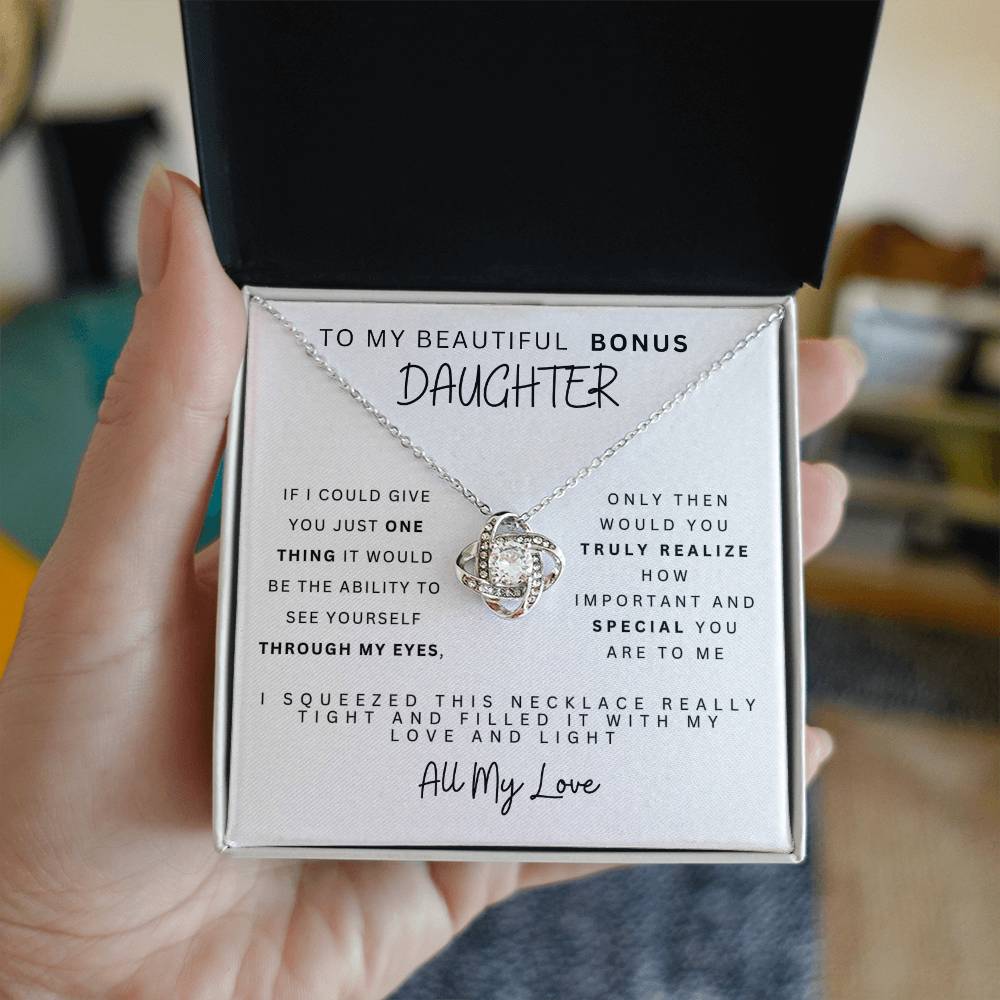 TO MY BEAUTIFUL BONUS
DAUGHTER
IF I COULD GIVE
YOU JUST ONE
THING IT WOULD
BE THE ABILITY TO
SEE YOURSELF
THROUGH MY EYES,
ONLY THEN
WOULD YOU
TRULY REALIZE
HOW
IMPORTANT AND
SPECIAL YOU
ARE TO ME
I SQUEEZED THIS NECKLACE REALLY
TIGHT AND FILLED IT WITH MY
LOVE AND LIGHT
All My Love